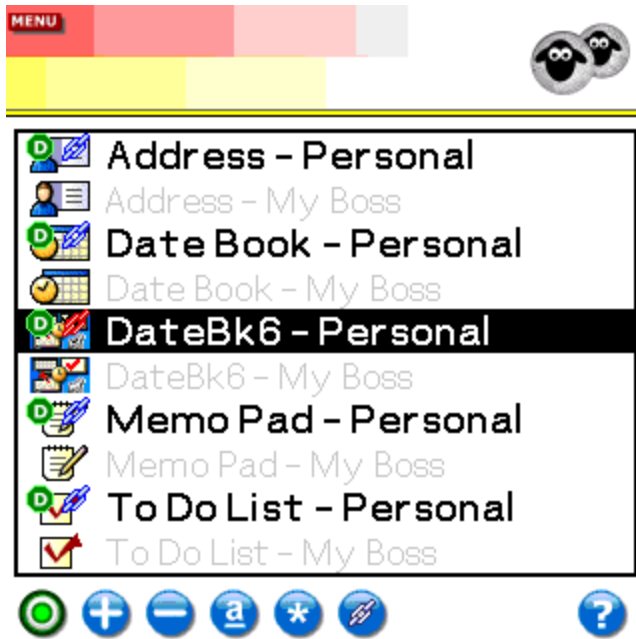 MENU
D Address – Personal
Address – My Boss
D Date Book – Personal
Date Book – My Boss
D DateBk6 – Personal
DateBk6 – My Boss
D Memo Pad – Personal
Memo Pad – My Boss
D To Do List – Personal
To Do List – My Boss
+ – a * ?